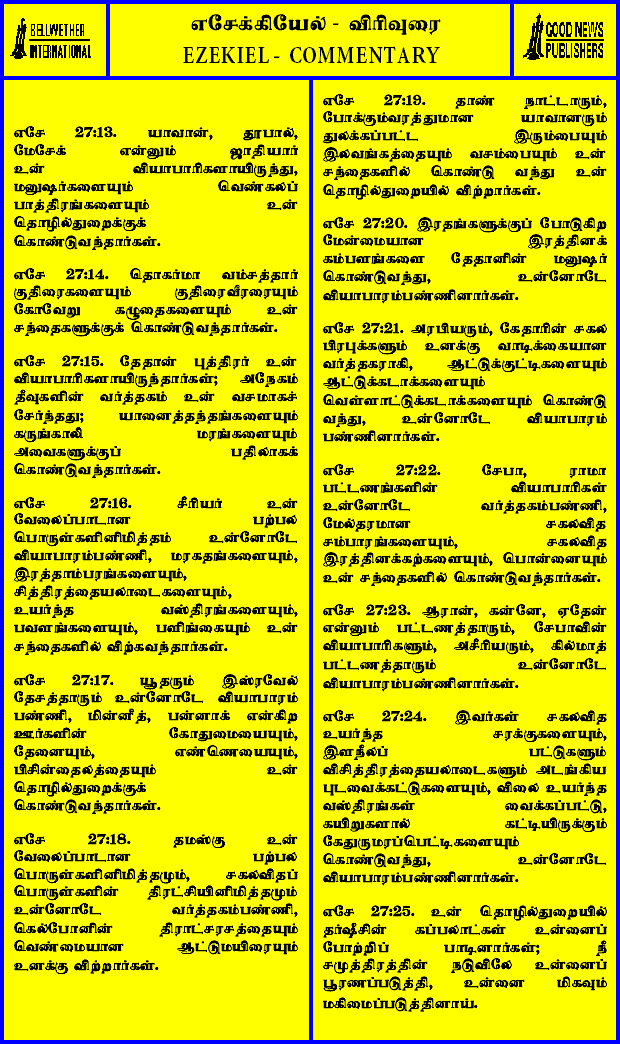 BELLWETHER
INTERNATIONAL
எசேக்கியேல் - விரிவுரை
EZEKIEL - COMMENTARY
GOOD NEWS
PUBLISHERS
எசே 27:13. யாவான், தூபால்,
மேசேக் என்னும் ஜாதியார்
உன் வியாபாரிகளாயிருந்து,
மனுஷர்களையும் வெண்கலப்
பாத்திரங்களையும் உன்
தொழில்துறைக்குக்
கொண்டுவந்தார்கள்.
எசே 27:14. தொகர்மா வம்சத்தார்
குதிரைகளையும் குதிரைவீரரையும்
கோவேறு கழுதைகளையும் உன்
சந்தைகளுக்குக் கொண்டுவந்தார்கள்.
எசே 27:15. தேதான் புத்திரர் உன்
வியாபாரிகளாயிருந்தார்கள்; அநேகம்
தீவுகளின் வர்த்தகம் உன் வசமாகச்
சேர்ந்தது; யானைத்தந்தங்களையும்
கருங்காலி மரங்களையும்
அவைகளுக்குப் பதிலாகக்
கொண்டுவந்தார்கள்.
எசே 27:16. சீரியர் உன்
வேலைப்பாடான பற்பல
பொருள்களினிமித்தம் உன்னோடே
வியாபாரம்பண்ணி, மரகதங்களையும்,
இரத்தாம்பரங்களையும்,
சித்திரத்தையலாடைகளையும்,
உயர்ந்த வஸ்திரங்களையும்,
பவளங்களையும், பளிங்கையும் உன்
சந்தைகளில் விற்கவந்தார்கள்.
எசே 27:17. யூதரும் இஸ்ரவேல்
தேசத்தாரும் உன்னோடே வியாபாரம்
பண்ணி, மின்னீத், பன்னாக் என்கிற
ஊர்களின் கோதுமையையும்,
தேனையும், எண்ணெயையும்,
பிசின்தைலத்தையும் உன்
தொழில்துறைக்குக்
கொண்டுவந்தார்கள்.
எசே 27:18. தமஸ்கு உன்
வேலைப்பாடான பற்பல
பொருள்களினிமித்தமும், சகலவிதப்
பொருள்களின் திரட்சியினிமித்தமும்
உன்னோடே வர்த்தகம்பண்ணி,
கெல்போனின் திராட்சரசத்தையும்
வெண்மையான ஆட்டுமயிரையும்
உனக்கு விற்றார்கள்.
எசே 27:19. தாண் நாட்டாரும்,
போக்கும்வரத்துமான யாவானரும்
துலக்கப்பட்ட இரும்பையும்
இலவங்கத்தையும் வசம்பையும் உன்
சந்தைகளில் கொண்டு வந்து உன்
தொழில்துறையில் விற்றார்கள்.
எசே 27:20. இரதங்களுக்குப் போடுகிற
மேன்மையான இரத்தினக்
கம்பளங்களை தேதானின் மனுஷர்
கொண்டுவந்து, உன்னோடே
வியாபாரம்பண்ணினார்கள்.
எசே 27:21. அரபியரும், கேதாரின் சகல
பிரபுக்களும் உனக்கு வாடிக்கையான
வர்த்தகராகி, ஆட்டுக்குட்டிகளையும்
ஆட்டுக்கடாக்களையும்
வெள்ளாட்டுக்கடாக்களையும் கொண்டு
வந்து, உன்னோடே வியாபாரம்
பண்ணினார்கள்.
எசே 27:22. சேபா, ராமா
பட்டணங்களின் வியாபாரிகள்
உன்னோடே வர்த்தகம்பண்ணி,
மேல்தரமான சகலவித
சம்பாரங்களையும், சகலவித
இரத்தினக்கற்களையும், பொன்னையும்
உன் சந்தைகளில் கொண்டுவந்தார்கள்.
எசே 27:23. ஆரான், கன்னே, ஏதேன்
என்னும் பட்டணத்தாரும், சேபாவின்
வியாபாரிகளும், அசீரியரும், கில்மாத்
பட்டணத்தாரும் உன்னோடே
வியாபாரம்பண்ணினார்கள்.
எசே 27:24. இவர்கள் சகலவித
உயர்ந்த சரக்குகளையும்,
இளநீலப் பட்டுகளும்
விசித்திரத்தையலாடைகளும் அடங்கிய
புடவைக்கட்டுகளையும், விலை உயர்ந்த
வஸ்திரங்கள் வைக்கப்பட்டு,
கயிறுகளால் கட்டியிருக்கும்
கேதுருமரப்பெட்டிகளையும்
கொண்டுவந்து, உன்னோடே
வியாபாரம்பண்ணினார்கள்.
எசே 27:25. உன் தொழில்துறையில்
தர்ஷீசின் கப்பலாட்கள் உன்னைப்
போற்றிப் பாடினார்கள்; நீ
சமுத்திரத்தின் நடுவிலே உன்னைப்
பூரணப்படுத்தி, உன்னை மிகவும்
மகிமைப்படுத்தினாய்.